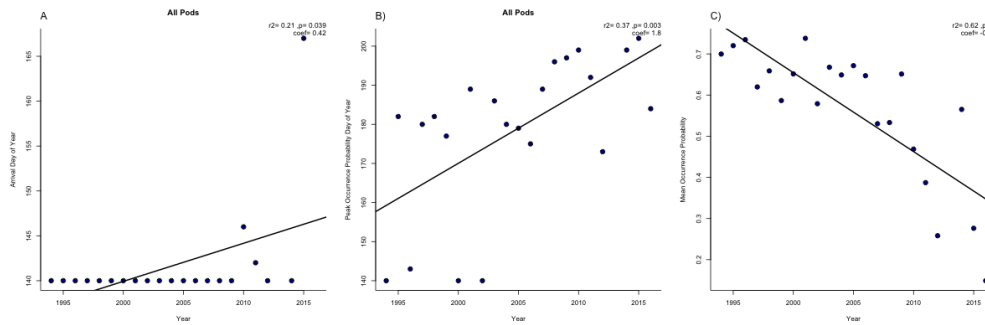 A
All Pods
r2= 0.21 ,p= 0.039
coef= 0.42
Arrival Day of Year
165
160
155
150
145
140
1995
2000
2005
2010
2015
Year
B)
All Pods
r2= 0.37 ,p= 0.003
coef= 1.8
Peak Occurrence Probability Day of Year
200
190
180
170
160
150
140
1995
2000
2005
2010
2015
Year
C)
r2= 0.62 ,p
coef= -0
Mean Occurrence Probability
0.7
0.6
0.5
0.4
0.3
0.2
1995
2000
2005
2010
2015
Year